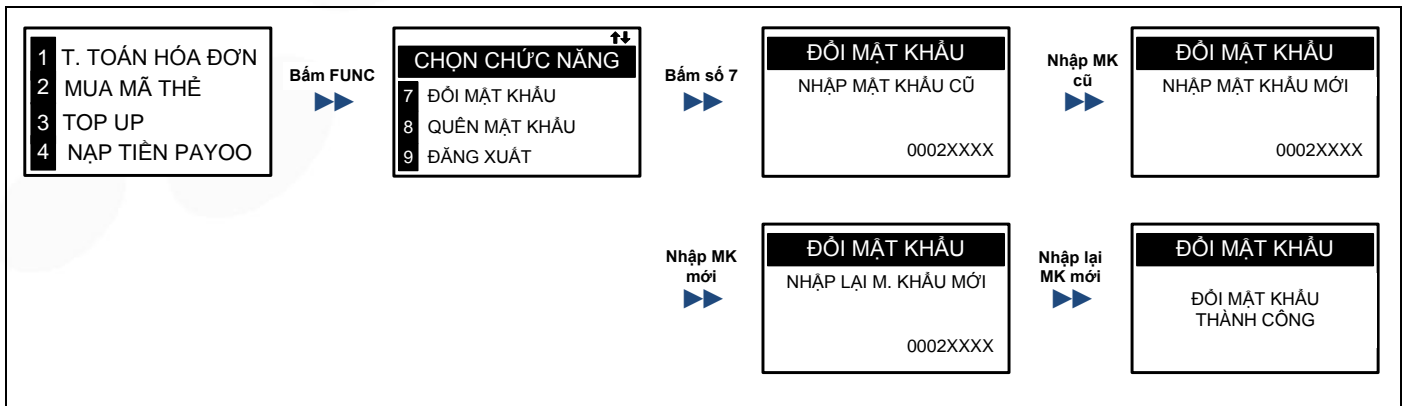 1 T. TOÁN HÓA ĐƠN
2 MUA MÃ THẺ
3 TOP UP
4 NẠP TIỀN PAYOO
Bấm FUNC
CHỌN CHỨC NĂNG
7 ĐỔI MẬT KHẨU
8 QUÊN MẬT KHẨU
9 ĐĂNG XUẤT
Bấm số 7
ĐỔI MẬT KHẨU
NHẬP MẬT KHẨU CŨ
0002XXXX
Nhập MK
cũ
ĐỔI MẬT KHẨU
NHẬP MẬT KHẨU MỚI
0002XXXX
Nhập MK
mới
ĐỔI MẬT KHẨU
NHẬP LẠI M. KHẨU MỚI
0002XXXX
Nhập lại
MK mới
ĐỔI MẬT KHẨU
ĐỔI MẬT KHẨU
THÀNH CÔNG